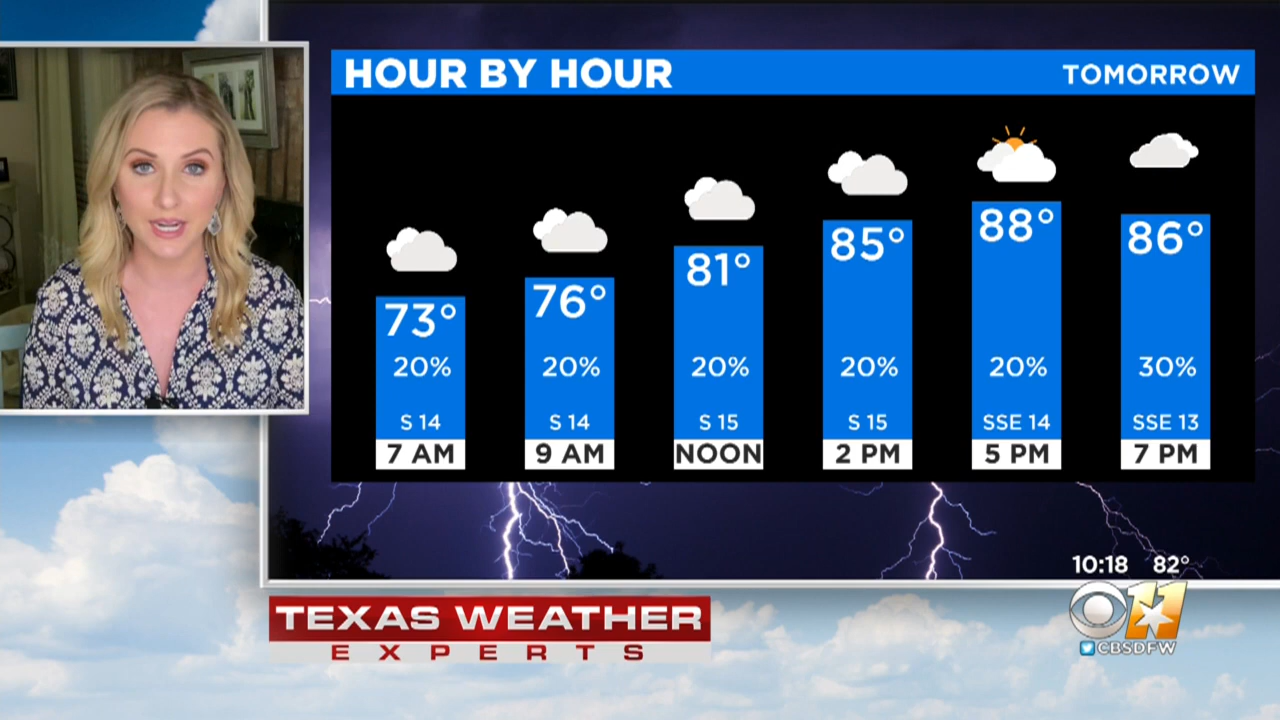 HOUR BY HOUR TOMORROW
73° 76° 81° 85° 88° 86°
20% 20% 20% 20% 20% 30%
S 14 S 14 S 15 S 15 SSE 14 SSE 13
7 AM 9 AM NOON 2 PM 5 PM 7 PM
10:18 82°
11
CBSDFW
TEXAS WEATHER
EXPERTS